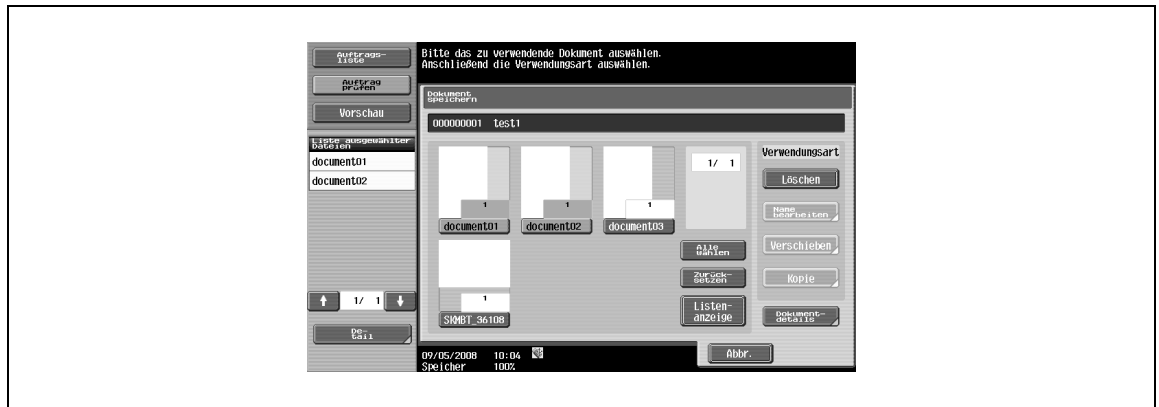 Auftrags-
liste
Auftrag
prüfen
Vorschau
Liste ausgewählter
Dateien
document01
document02
1/ 1
De-
tail
Bitte das zu verwendende Dokument auswählen.
Anschließend die Verwendungsart auswählen.
Dokument
speichern
000000001 test1
1
document01
1
document02
1
document03
1
SKMBT_36108
1/ 1
Alle
wählen
Zurück-
setzen
Listen-
anzeige
Verwendungsart
Löschen
Name
bearbeiten
Verschieben
Kopie
Dokument-
details
09/05/2008 10:04
Speicher 100%
Abbr.